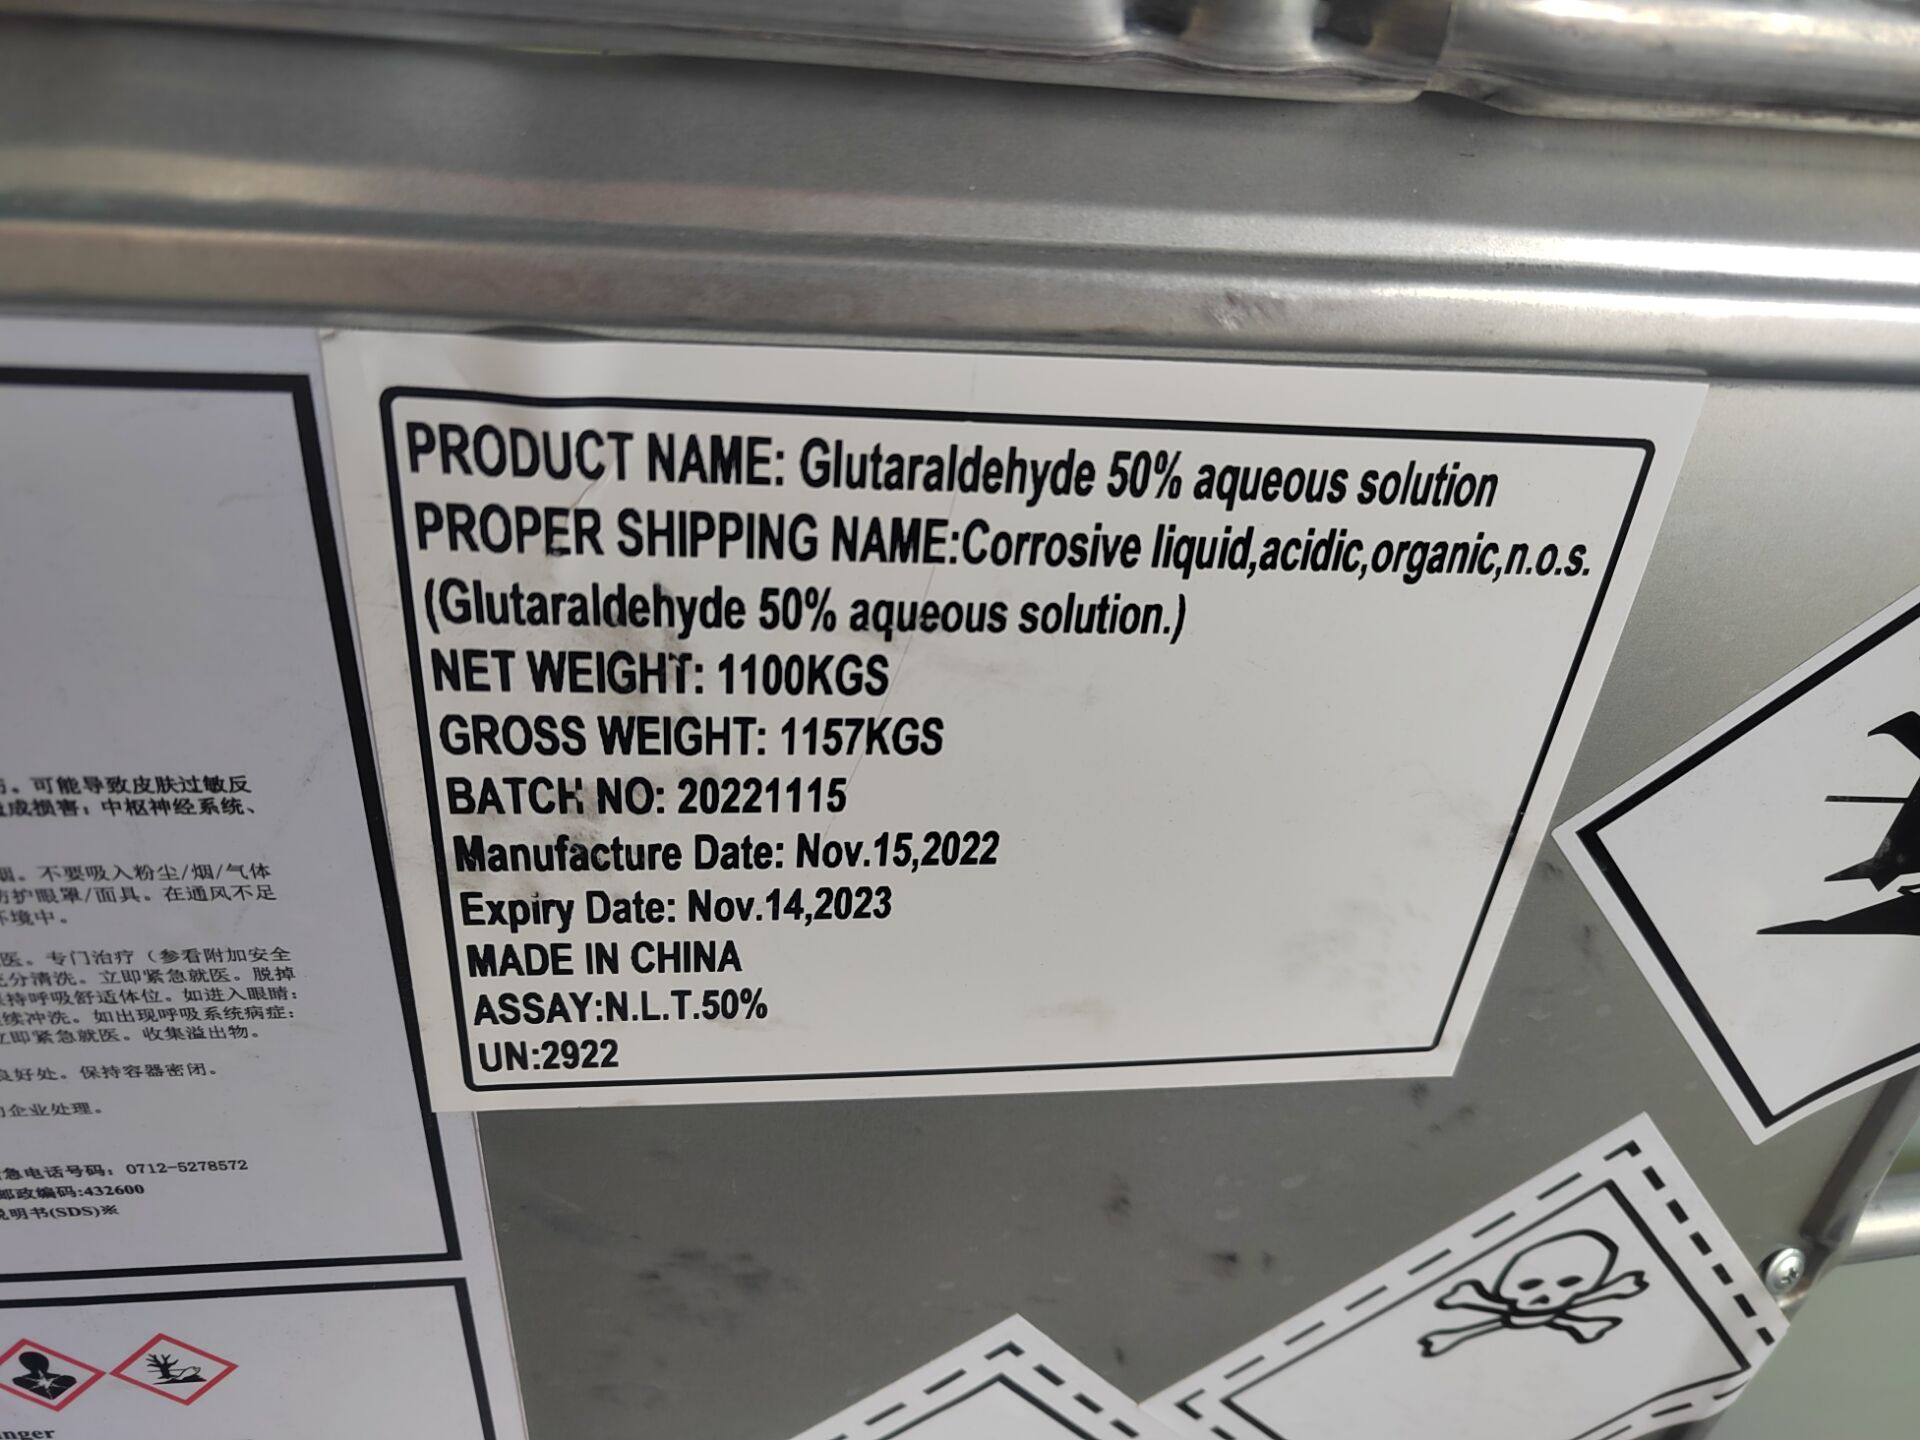 PRODUCT NAME: Glutaraldehyde 50% aqueous solution
PROPER SHIPPING NAME:Corrosive liquid,acidic,organic,n.o.s.
(Glutaraldehyde 50% aqueous solution.)
NET WEIGHT: 1100KGS
GROSS WEIGHT: 1157KGS
BATCH NO: 20221115
Manufacture Date: Nov.15,2022
Expiry Date: Nov.14,2023
MADE IN CHINA
ASSAY:N.L.T.50%
UN:2922
。可能导致皮肤过敏反
成损害；中枢神经系统、
。不要吸入粉尘/烟/气体
防护眼罩/面具。在通风不足
环境中。
医。专门治疗（参看附加安全
充分清洗。立即紧急就医。脱掉
持呼吸舒适体位。如进入眼睛：
续冲洗。如出现呼吸系统病症：
立即紧急就医。收集溢出物。
良好处。保持容器密闭。
企业处理。
急电话号码：0712-5278572
邮政编码:432600
说明书(SDS)※